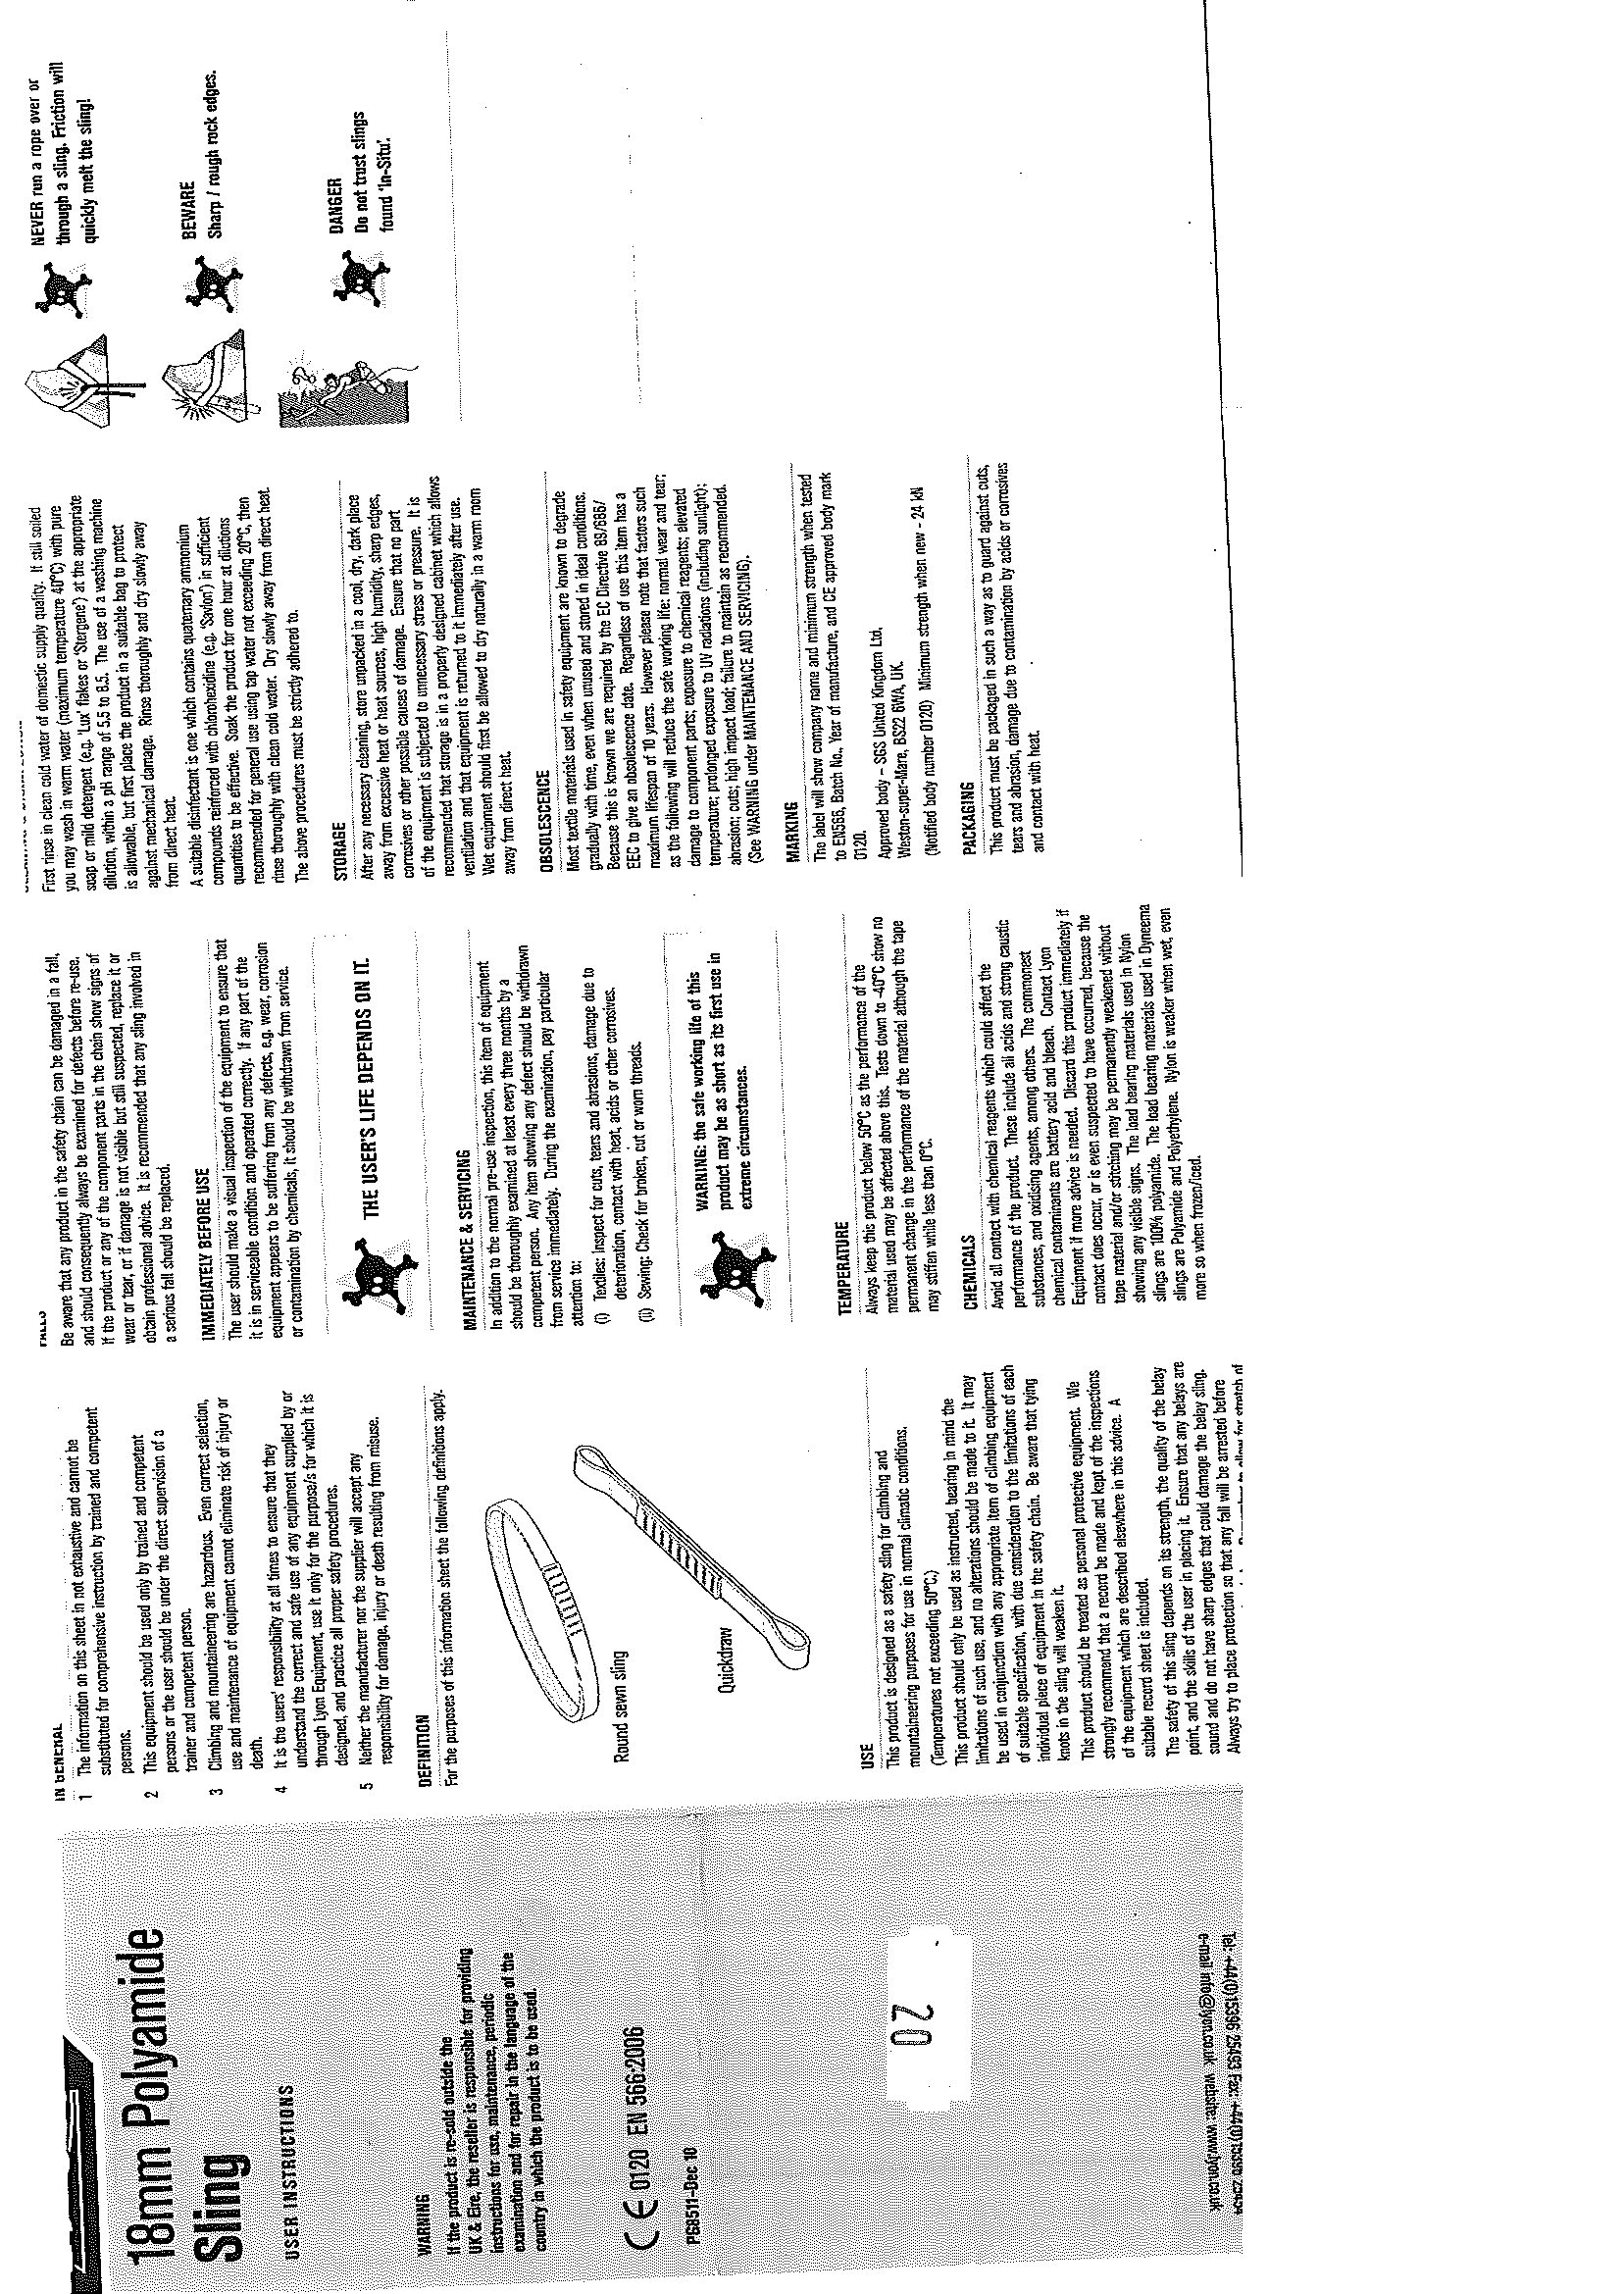 18mm Polyamide
Sling
USER INSTRUCTIONS
WARNING
If the product is re-sold outside the
UK & Eire, the reseller is responsible for providing
instructions for use, maintenance, periodic
examination and for repair in the language of the
country in which the product is to be used.
CE 0120 EN 566:2006
P68511-Dec 10
20
Tel: +44(0)15396 25493 Fax: +44(0)15396 25454
e-mail info@lyon.co.uk website: www.lyon.co.uk
IN GENERAL
1 The information on this sheet in not exhaustive and cannot be
substituted for comprehensive instruction by trained and competent
persons.
2 This equipment should be used only by trained and competent
persons or the user should be under the direct supervision of a
trainer and competent person.
3 Climbing and mountaineering are hazardous. Even correct selection,
use and maintenance of equipment cannot eliminate risk of injury or
death.
4 It is the users' responsibility at all times to ensure that they
understand the correct and safe use of any equipment supplied by or
through Lyon Equipment, use it only for the purpose/s for which it is
designed, and practice all proper safety procedures.
5 Neither the manufacturer nor the supplier will accept any
responsibility for damage, injury or death resulting from misuse.
DEFINITION
For the purposes of this information sheet the following definitions apply.
Round sewn sling
Quickdraw
USE
This product is designed as a safety sling for climbing and
mountaineering purposes for use in normal climatic conditions.
(Temperatures not exceeding 50°C.)
This product should only be used as instructed, bearing in mind the
limitations of such use, and no alterations should be made to it. It may
be used in conjunction with any appropriate item of climbing equipment
of suitable specification, with due consideration to the limitations of each
individual piece of equipment in the safety chain. Be aware that tying
knots in the sling will weaken it.
This product should be treated as personal protective equipment. We
strongly recommend that a record be made and kept of the inspections
of the equipment which are described elsewhere in this advice. A
suitable record sheet is included.
The safety of this sling depends on its strength, the quality of the belay
point, and the skills of the user in placing it. Ensure that any belays are
sound and do not have sharp edges that could damage the belay sling.
Always try to place protection so that any fall will be arrested before
Remember to allow for stretch of
FALLS
Be aware that any product in the safety chain can be damaged in a fall,
and should consequently always be examined for defects before re-use.
If the product or any of the component parts in the chain show signs of
wear or tear, or if damage is not visible but still suspected, replace it or
obtain professional advice. It is recommended that any sling involved in
a serious fall should be replaced.
IMMEDIATELY BEFORE USE
The user should make a visual inspection of the equipment to ensure that
it is in serviceable condition and operated correctly. If any part of the
equipment appears to be suffering from any defects, e.g. wear, corrosion
or contamination by chemicals, it should be withdrawn from service.
THE USER'S LIFE DEPENDS ON IT.
MAINTENANCE & SERVICING
In addition to the normal pre-use inspection, this item of equipment
should be thoroughly examined at least every three months by a
competent person. Any item showing any defect should be withdrawn
from service immediately. During the examination, pay particular
attention to:
(i) Textiles: Inspect for cuts, tears and abrasions, damage due to
deterioration, contact with heat, acids or other corrosives.
(ii) Sewing: Check for broken, cut or worn threads.
WARNING: the safe working life of this
product may be as short as its first use in
extreme circumstances.
TEMPERATURE
Always keep this product below 50°C as the performance of the
material used may be affected above this. Tests down to -40°C show no
permanent change in the performance of the material although the tape
may stiffen while less than 0°C.
CHEMICALS
Avoid all contact with chemical reagents which could affect the
performance of the product. These include all acids and strong caustic
substances, and oxidising agents, among others. The commonest
chemical contaminants are battery acid and bleach. Contact Lyon
Equipment if more advice is needed. Discard this product immediately if
contact does occur, or is even suspected to have occurred, because the
tape material and/or stitching may be permanently weakened without
showing any visible signs. The load bearing materials used in Nylon
slings are 100% polyamide. The load bearing materials used in Dyneema
slings are Polyamide and Polyethylene. Nylon is weaker when wet, even
more so when frozen/iced.
First rinse in clean cold water of domestic supply quality. If still soiled
you may wash in warm water (maximum temperature 40°C) with pure
soap or mild detergent (e.g. 'Lux' flakes or 'Stergene') at the appropriate
dilution, within a pH range of 5.5 to 8.5. The use of a washing machine
is allowable, but first place the product in a suitable bag to protect
against mechanical damage. Rinse thoroughly and dry slowly away
from direct heat.
A suitable disinfectant is one which contains quaternary ammonium
compounds reinforced with chlorohexidine (e.g. 'Savlon') in sufficient
quantities to be effective. Soak the product for one hour at dilutions
recommended for general use using tap water not exceeding 20°C, then
rinse thoroughly with clean cold water. Dry slowly away from direct heat.
The above procedures must be strictly adhered to.
STORAGE
After any necessary cleaning, store unpacked in a cool, dry, dark place
away from excessive heat or heat sources, high humidity, sharp edges,
corrosives or other possible causes of damage. Ensure that no part
of the equipment is subjected to unnecessary stress or pressure. It is
recommended that storage is in a properly designed cabinet which allows
ventilation and that equipment is returned to it immediately after use.
Wet equipment should first be allowed to dry naturally in a warm room
away from direct heat.
OBSOLESCENCE
Most textile materials used in safety equipment are known to degrade
gradually with time, even when unused and stored in ideal conditions.
Because this is known we are required by the EC Directive 89/686/
EEC to give an obsolescence date. Regardless of use this item has a
maximum lifespan of 10 years. However please note that factors such
as the following will reduce the safe working life: normal wear and tear;
damage to component parts; exposure to chemical reagents; elevated
temperature; prolonged exposure to UV radiations (including sunlight);
abrasion; cuts; high impact load; failure to maintain as recommended.
(See WARNING under MAINTENANCE AND SERVICING).
MARKING
The label will show company name and minimum strength when tested
to EN566, Batch No., Year of manufacture, and CE approved body mark
0120.
Approved body – SGS United Kingdom Ltd,
Weston-super-Mare, BS22 6WA, UK.
(Notified body number 0120) Minimum strength when new – 24 kN
PACKAGING
This product must be packaged in such a way as to guard against cuts,
tears and abrasion, damage due to contamination by acids or corrosives
and contact with heat.
NEVER run a rope over or
through a sling. Friction will
quickly melt the sling!
BEWARE
Sharp / rough rock edges.
DANGER
Do not trust slings
found 'In-Situ'.